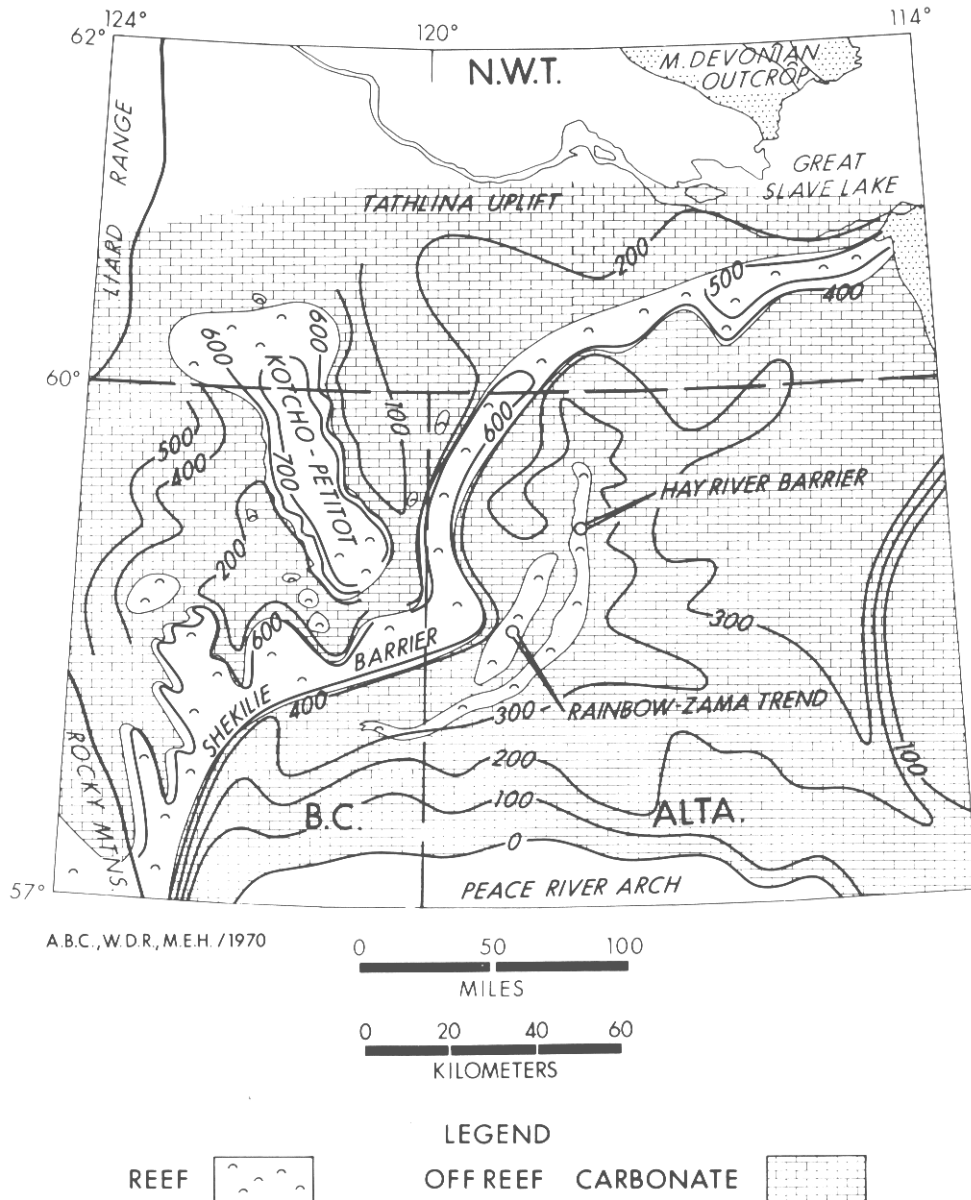 124°
114°
62°
120°
N.W.T.
M. DEVONIAN
OUTCROP
LIARD RANGE
GREAT
SLAVE LAKE
TATHLINA UPLIFT
200
500
400
600
600
KOTCHO-PETITOT
60°
100
600
500
400
700
HAY RIVER BARRIER
200
600
300
BARRIER
SHEKILIE
400
300
RAINBOW-ZAMA TREND
ROCKY MTNS.
200
100
100
B.C.
ALTA.
0
57°
PEACE RIVER ARCH
A.B.C., W.D.R., M.E.H. / 1970
0 50 100
MILES
0 20 40 60
KILOMETERS
LEGEND
REEF
OFF REEF CARBONATE